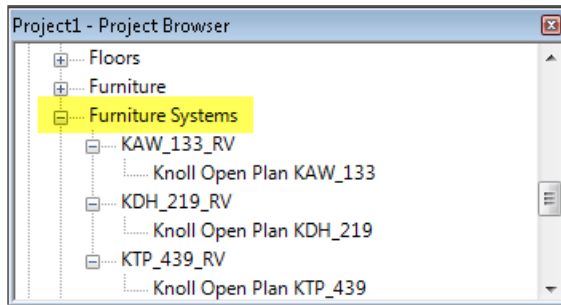 Project1 - Project Browser
Floors
Furniture
Furniture Systems
KAW_133_RV
Knoll Open Plan KAW_133
KDH_219_RV
Knoll Open Plan KDH_219
KTP_439_RV
Knoll Open Plan KTP_439